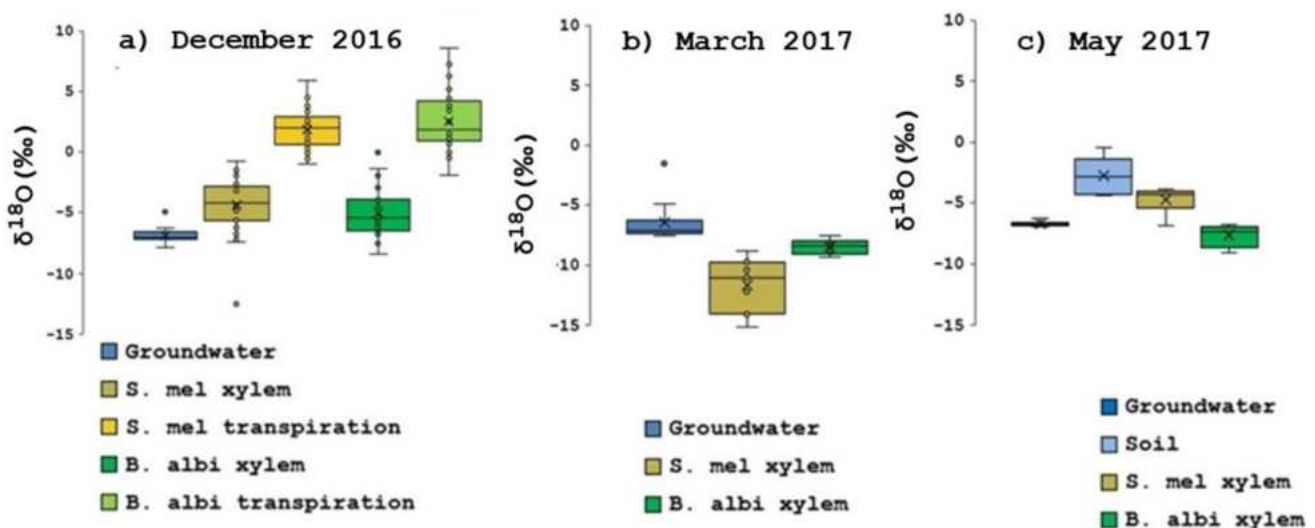 a) December 2016
10
5
0
-5
-10
-15
δ18O(‰)
Groundwater
S. mel xylem
S. mel transpiration
B. albi xylem
B. albi transpiration
b) March 2017
10
5
0
-5
-10
-15
δ18O(‰)
Groundwater
S. mel xylem
B. albi xylem
c) May 2017
10
5
0
-5
-10
-15
δ18O(‰)
Groundwater
Soil
S. mel xylem
B. albi xylem